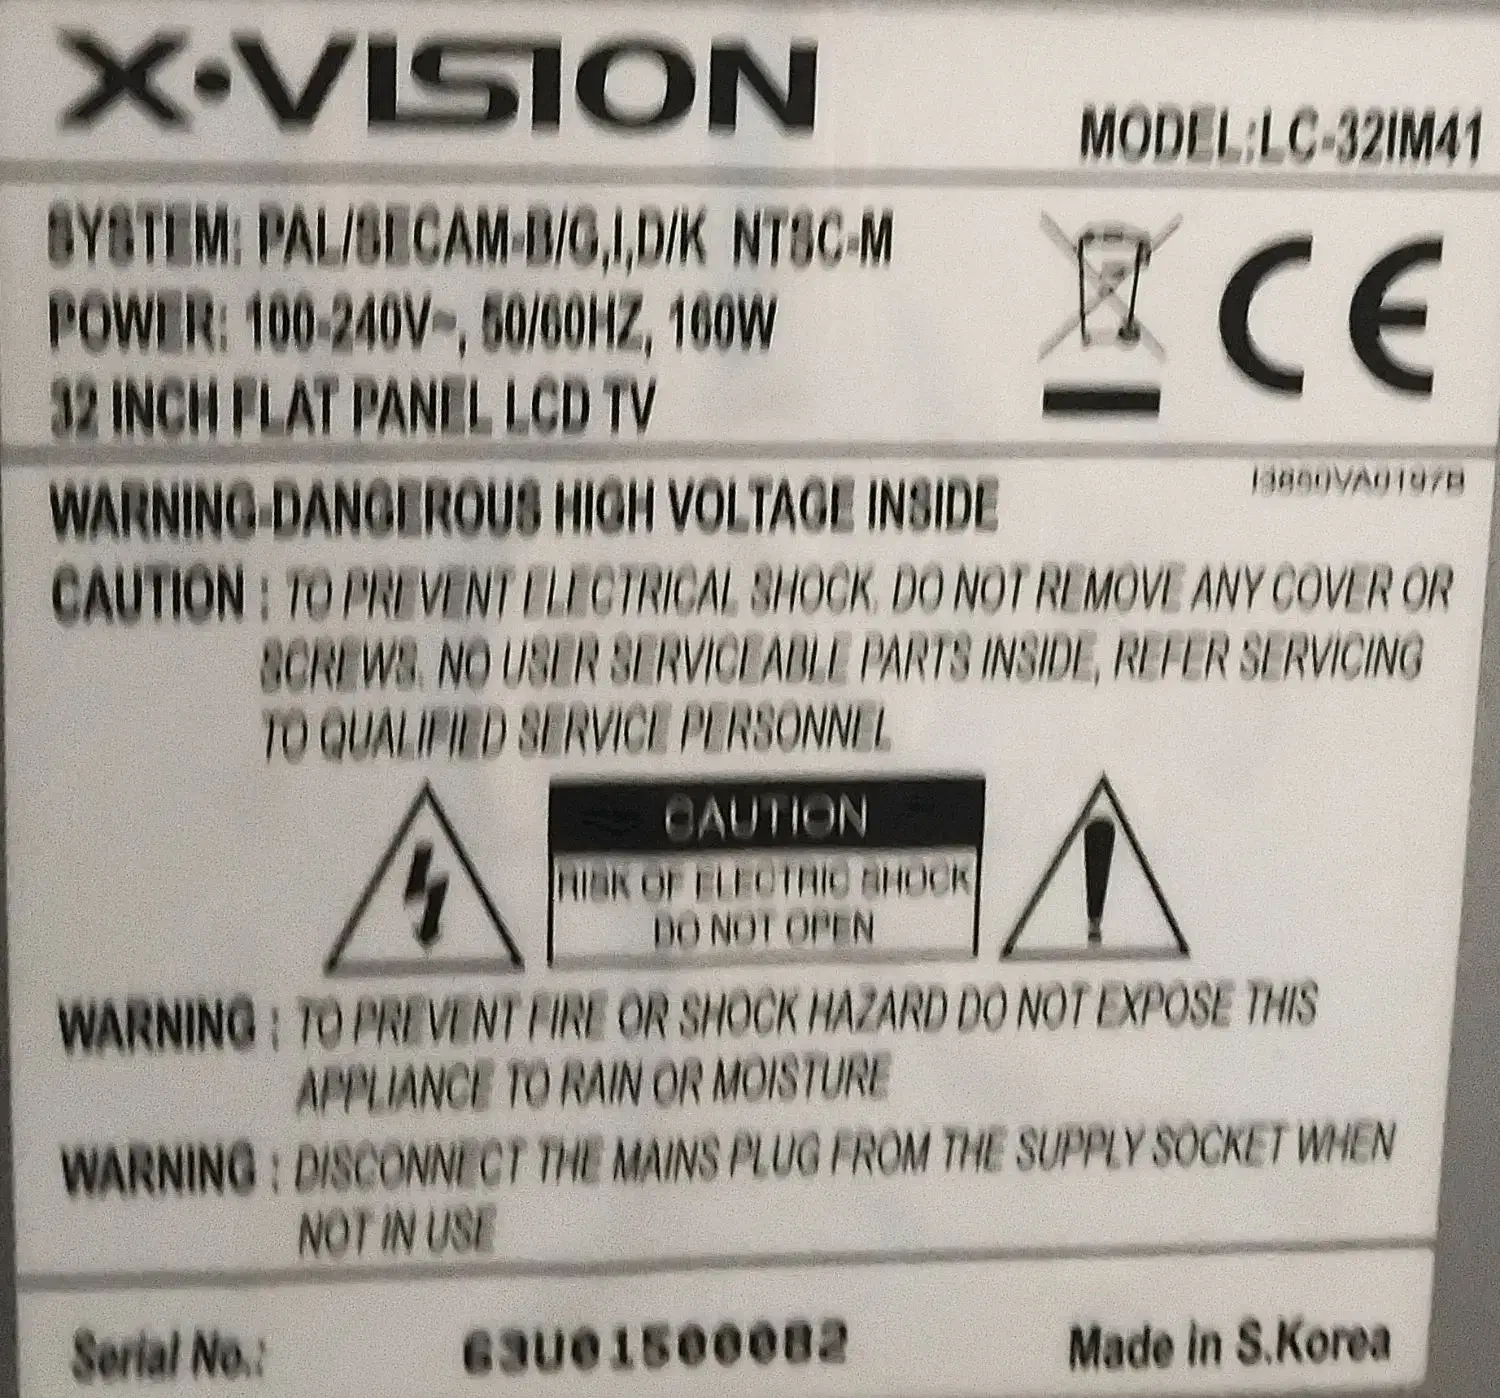 X·VISION
MODEL:LC-32IM41
SYSTEM: PAL/SECAM-B/G,I,D/K NTSC-M
POWER: 100-240V~, 50/60HZ, 160W
32 INCH FLAT PANEL LCD TV
CE
WARNING-DANGEROUS HIGH VOLTAGE INSIDE
CAUTION : TO PREVENT ELECTRICAL SHOCK, DO NOT REMOVE ANY COVER OR
SCREWS. NO USER SERVICEABLE PARTS INSIDE, REFER SERVICING
TO QUALIFIED SERVICE PERSONNEL
CAUTION
RISK OF ELECTRIC SHOCK
DO NOT OPEN
WARNING : TO PREVENT FIRE OR SHOCK HAZARD DO NOT EXPOSE THIS
APPLIANCE TO RAIN OR MOISTURE
WARNING : DISCONNECT THE MAINS PLUG FROM THE SUPPLY SOCKET WHEN
NOT IN USE
Serial No.: 63U01500082
Made in S.Korea